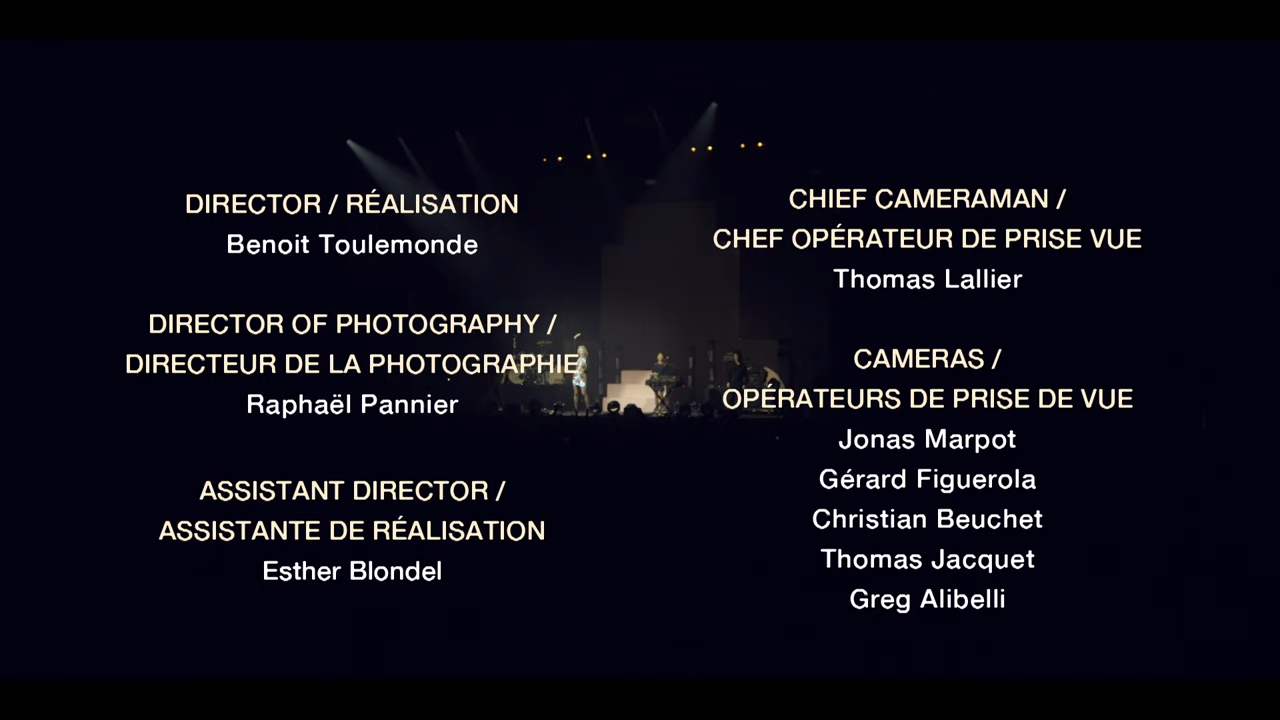 DIRECTOR / RÉALISATION
Benoit Toulemonde
DIRECTOR OF PHOTOGRAPHY /
DIRECTEUR DE LA PHOTOGRAPHIE
Raphaël Pannier
ASSISTANT DIRECTOR /
ASSISTANTE DE RÉALISATION
Esther Blondel
CHIEF CAMERAMAN /
CHEF OPÉRATEUR DE PRISE VUE
Thomas Lallier
CAMERAS /
OPÉRATEURS DE PRISE DE VUE
Jonas Marpot
Gérard Figuerola
Christian Beuchet
Thomas Jacquet
Greg Alibelli